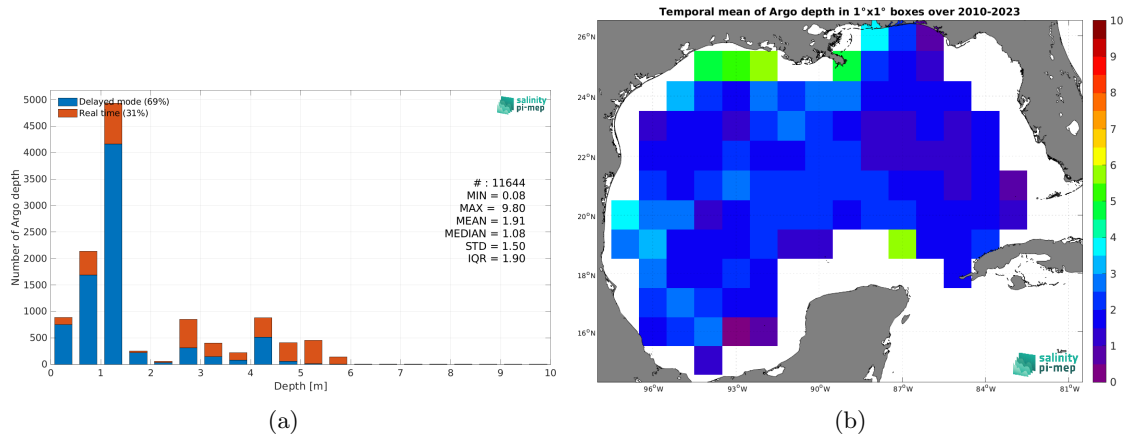 Delayed mode (69%)
Real time (31%)
salinity
pi-mep
# : 11644
MIN = 0.08
MAX = 9.80
MEAN = 1.91
MEDIAN = 1.08
STD = 1.50
IQR = 1.90
Number of Argo depth
5000
4500
4000
3500
3000
2500
2000
1500
1000
500
0
0 1 2 3 4 5 6 7 8 9 10
Depth [m]
(a)
Temporal mean of Argo depth in 1°x1° boxes over 2010-2023
26°N
24°N
22°N
20°N
18°N
16°N
96°W 93°W 90°W 87°W 84°W 81°W
salinity
pi-mep
10
9
8
7
6
5
4
3
2
1
0
(b)